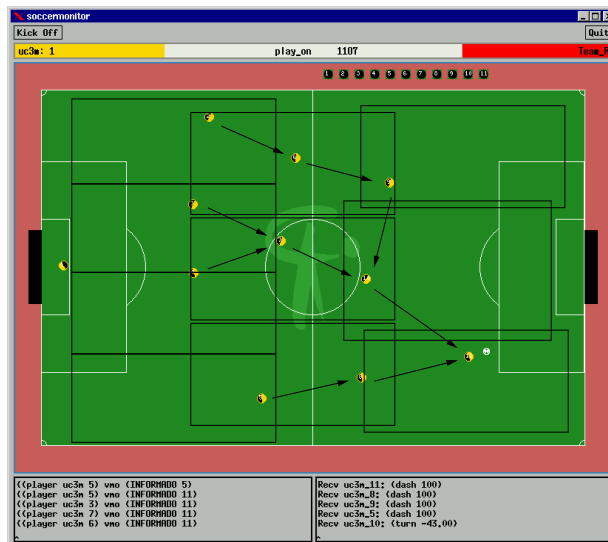 soccermonitor
Kick Off
Quit
uc3m: 1
play_on 1107
Team_R
1 2 3 4 5 6 7 8 9 10 11
((player uc3m 5) vmo (INFORMADO 5)
((player uc3m 5) vmo (INFORMADO 11)
((player uc3m 3) vmo (INFORMADO 11)
((player uc3m 7) vmo (INFORMADO 11)
((player uc3m 6) vmo (INFORMADO 11)
^
Recv uc3m_11: (dash 100)
Recv uc3m_8: (dash 100)
Recv uc3m_9: (dash 100)
Recv uc3m_5: (dash 100)
Recv uc3m_10: (turn -43.00)
^